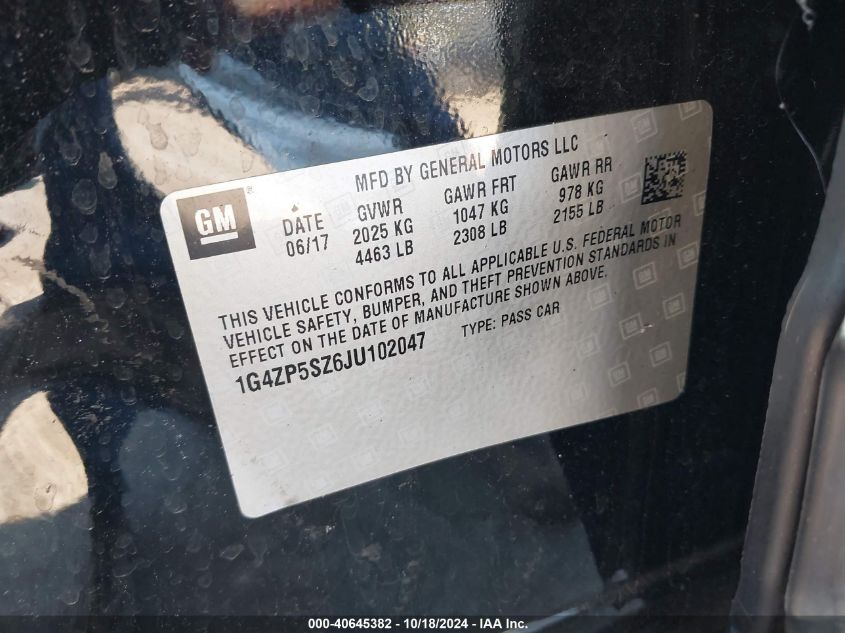 MFD BY GENERAL MOTORS LLC
GM
®
DATE GVWR GAWR FRT GAWR RR
06/17 2025 KG 1047 KG 978 KG
4463 LB 2308 LB 2155 LB
THIS VEHICLE CONFORMS TO ALL APPLICABLE U.S. FEDERAL MOTOR
VEHICLE SAFETY, BUMPER, AND THEFT PREVENTION STANDARDS IN
EFFECT ON THE DATE OF MANUFACTURE SHOWN ABOVE.
1G4ZP5SZ6JU102047 TYPE: PASS CAR
000-40645382 - 10/18/2024 - IAA Inc.